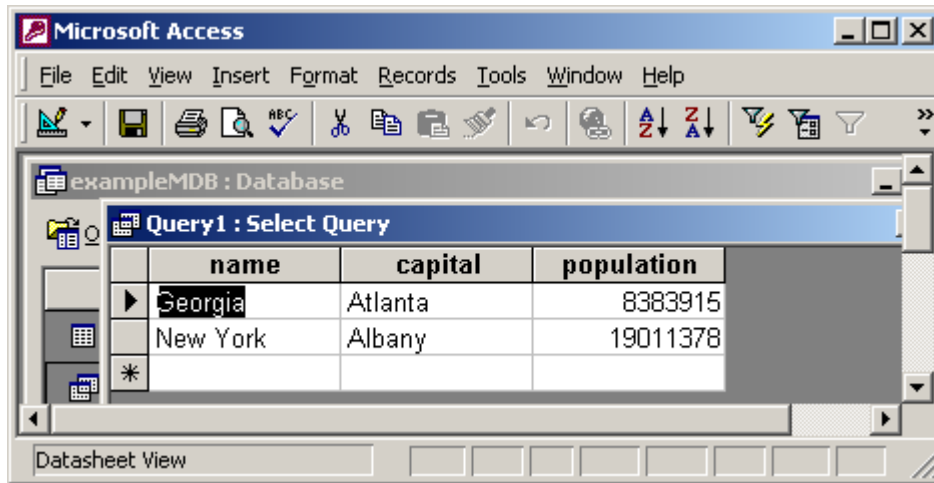 Microsoft Access
File Edit View Insert Format Records Tools Window Help
ABC A Z Z A
exampleMDB : Database
O
Query1 : Select Query
name capital population
Georgia Atlanta 8383915
New York Albany 19011378
Datasheet View